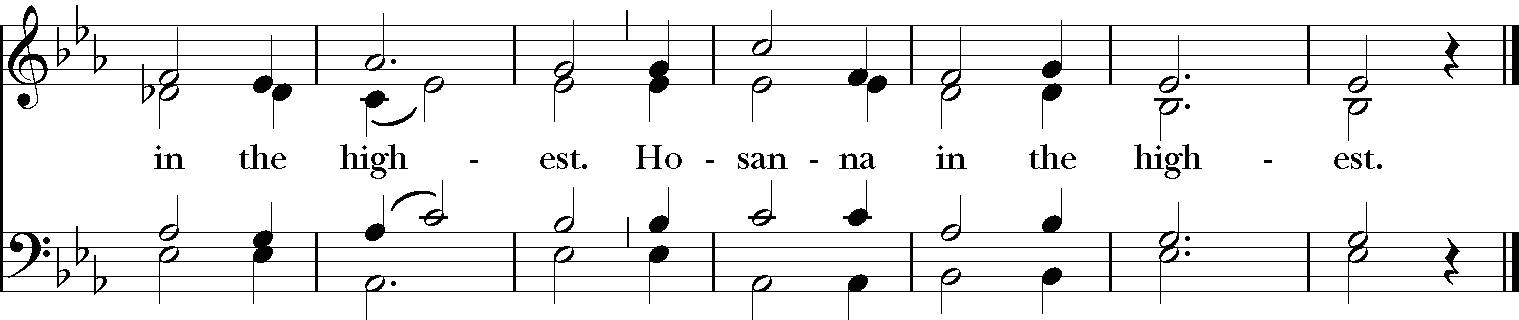 in the high - est. Ho - san - na in the high - est.